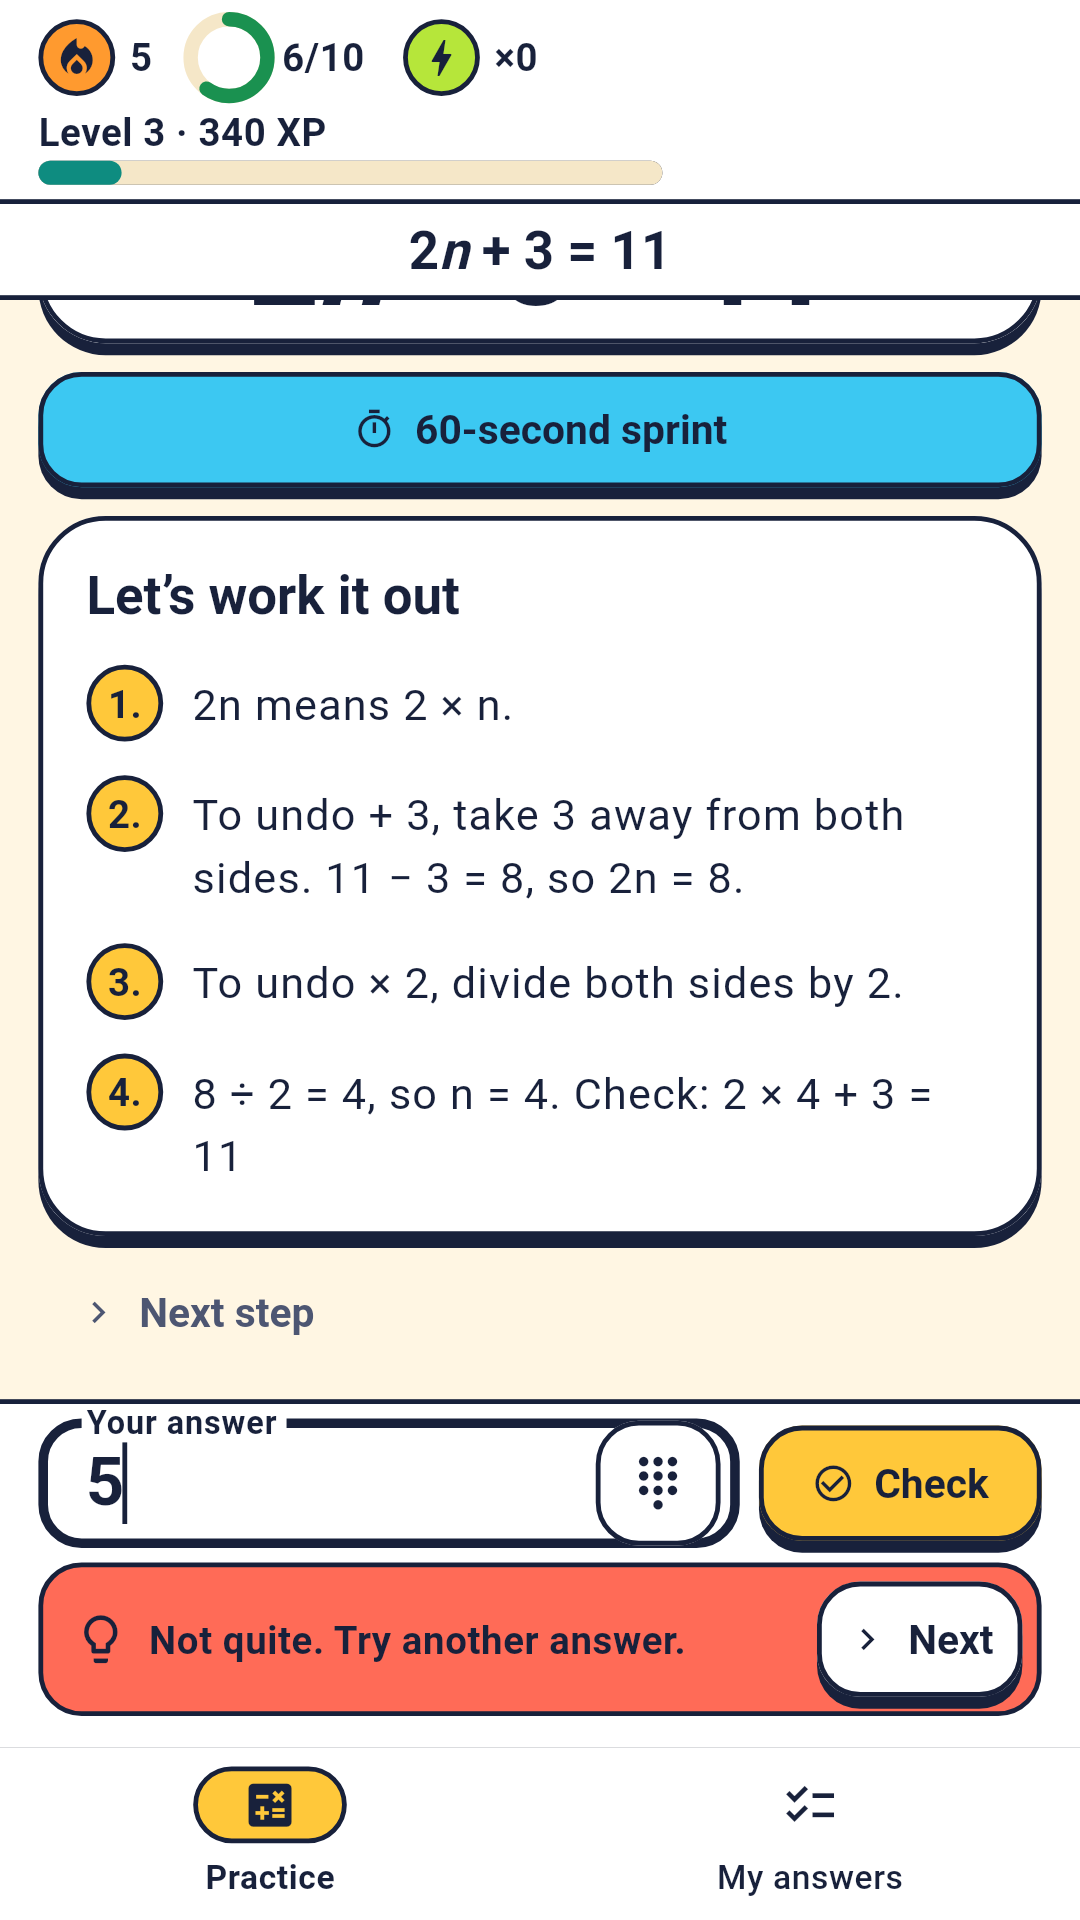 5 6/10 ×0
Level 3 · 340 XP
2n + 3 = 11
60-second sprint
Let’s work it out
1. 2n means 2 × n.
2. To undo + 3, take 3 away from both
sides. 11 − 3 = 8, so 2n = 8.
3. To undo × 2, divide both sides by 2.
4. 8 ÷ 2 = 4, so n = 4. Check: 2 × 4 + 3 =
11
Next step
Your answer
5
Check
Not quite. Try another answer.
Next
Practice
My answers